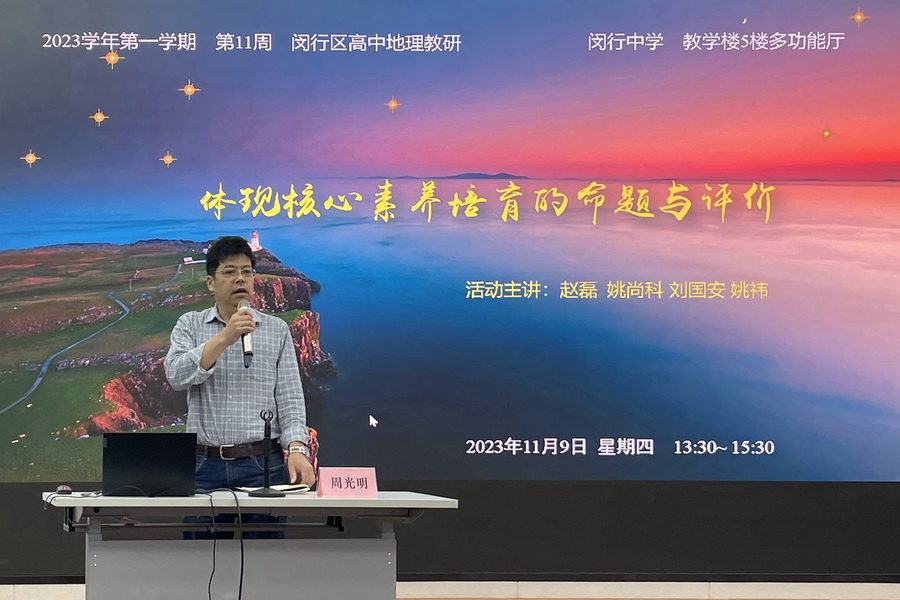 2023学年第一学期 第11周 闵行区高中地理教研
闵行中学 教学楼5楼多功能厅
体现核心素养培育的命题与评价
活动主讲：赵磊 姚尚科 刘国安 姚祎
2023年11月9日 星期四 13:30~ 15:30
周光明